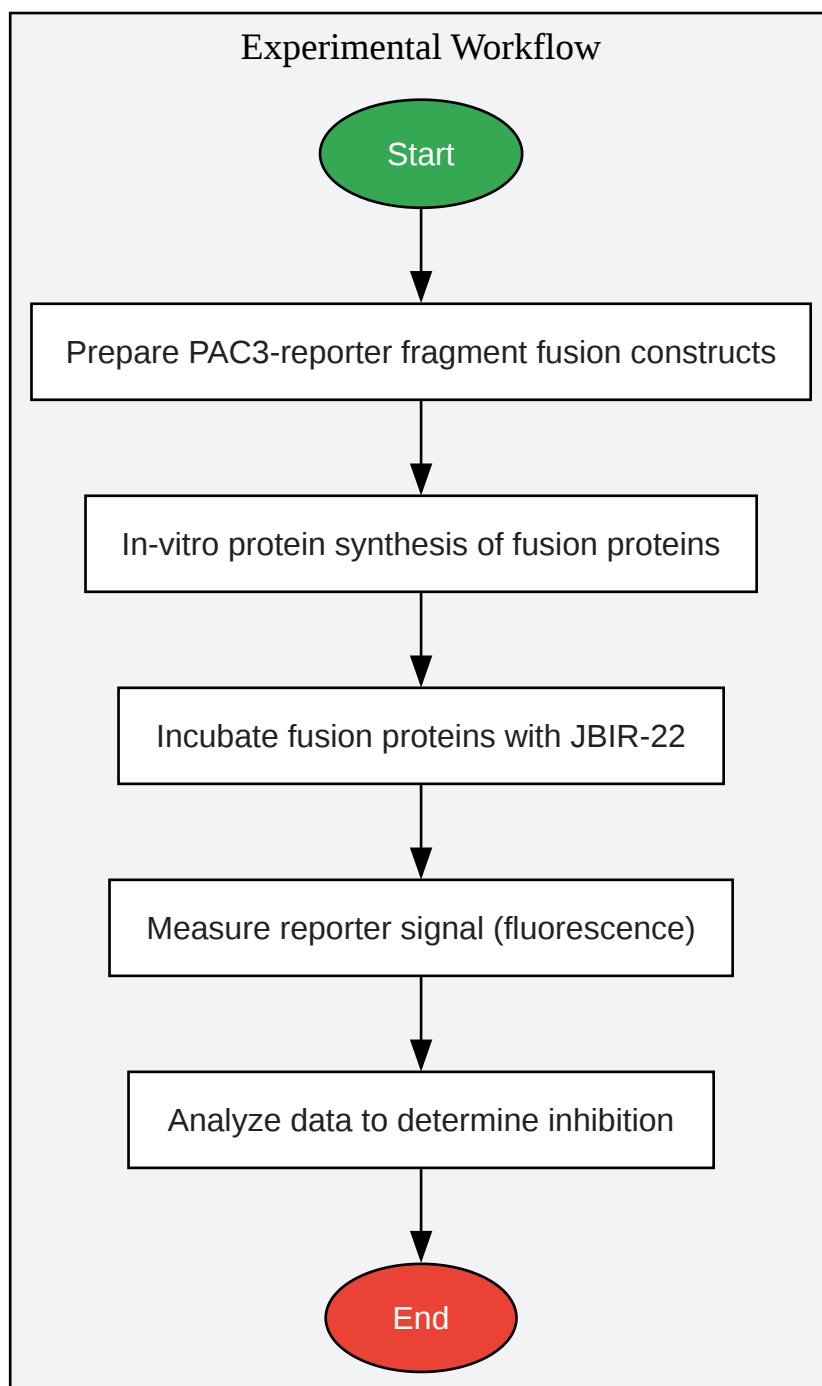 Experimental Workflow
Start
Prepare PAC3-reporter fragment fusion constructs
In-vitro protein synthesis of fusion proteins
Incubate fusion proteins with JBIR-22
Measure reporter signal (fluorescence)
Analyze data to determine inhibition
End